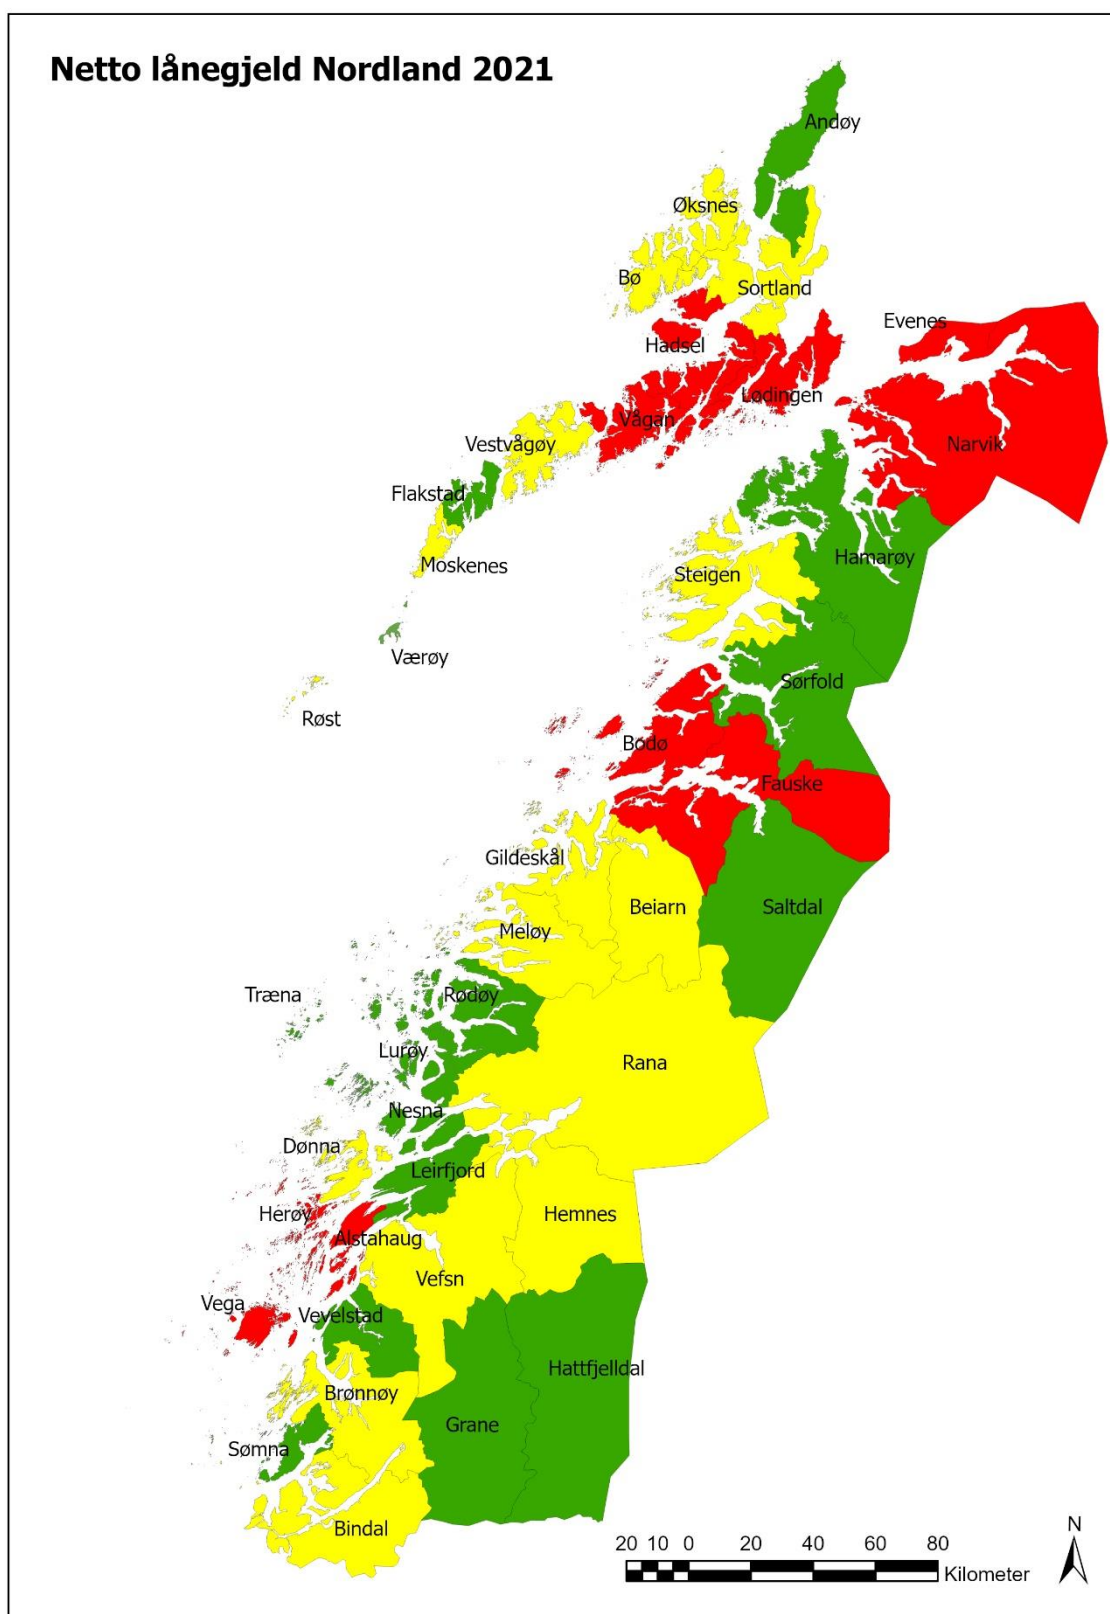 Netto lånegjeld Nordland 2021
Andøy
Øksnes
Bø
Sortland
Evenes
Hadsel
Lødingen
Vågan
Narvik
Vestvågøy
Flakstad
Moskenes
Hamarøy
Steigen
Værøy
Sørfold
Røst
Bodø
Fauske
Gildeskål
Beiarn
Saltdal
Meløy
Træna
Rødøy
Lurøy
Rana
Nesna
Dønna
Leirfjord
Herøy
Hemnes
Alstahaug
Vefsn
Vega
Vevelstad
Hattfjelldal
Brønnøy
Grane
Sømna
Bindal
N
20 10 0 20 40 60 80
Kilometer